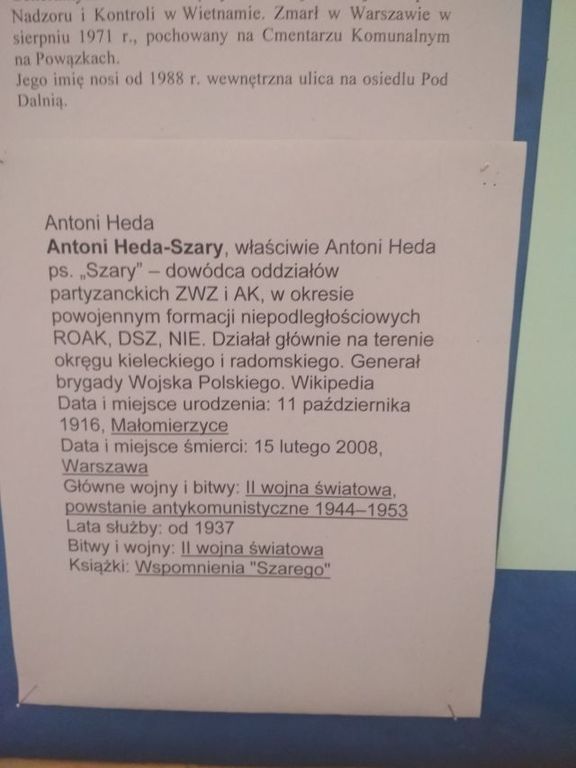 Nadzoru i Kontroli w Wietnamie. Zmarł w Warszawie w
sierpniu 1971 r., pochowany na Cmentarzu Komunalnym
na Powązkach.
Jego imię nosi od 1988 r. wewnętrzna ulica na osiedlu Pod
Dalnią.
Antoni Heda
Antoni Heda-Szary, właściwie Antoni Heda
ps. „Szary” – dowódca oddziałów
partyzanckich ZWZ i AK, w okresie
powojennym formacji niepodległościowych
ROAK, DSZ, NIE. Działał głównie na terenie
okręgu kieleckiego i radomskiego. Generał
brygady Wojska Polskiego. Wikipedia
Data i miejsce urodzenia: 11 października
1916, Małomierzyce
Data i miejsce śmierci: 15 lutego 2008,
Warszawa
Główne wojny i bitwy: II wojna światowa,
powstanie antykomunistyczne 1944–1953
Lata służby: od 1937
Bitwy i wojny: II wojna światowa
Książki: Wspomnienia "Szarego"